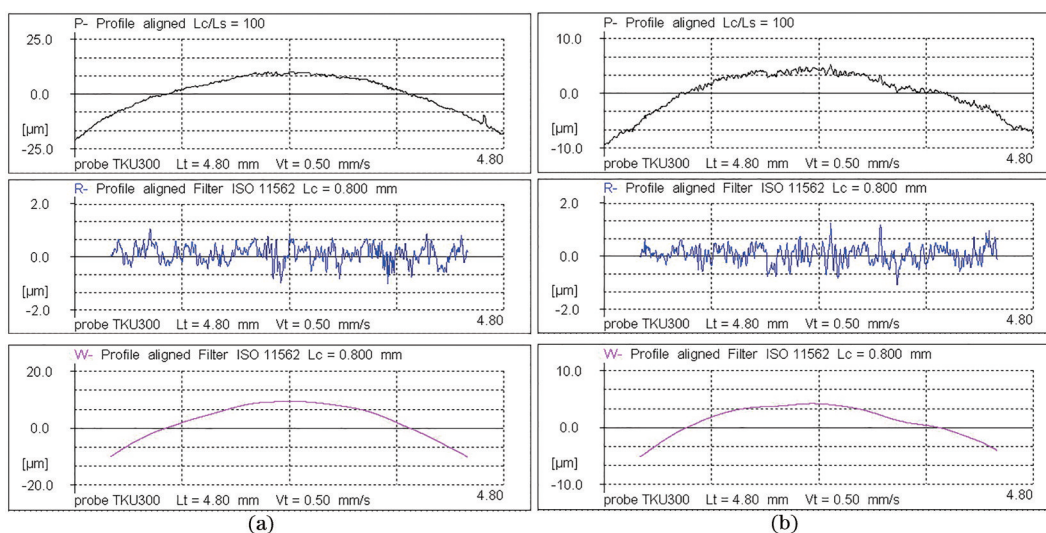 P- Profile aligned Lc/Ls = 100
25.0
0.0
[µm]
-25.0
4.80
probe TKU300 Lt = 4.80 mm Vt = 0.50 mm/s
R- Profile aligned Filter ISO 11562 Lc = 0.800 mm
2.0
0.0
[µm]
-2.0
4.80
probe TKU300 Lt = 4.80 mm Vt = 0.50 mm/s
W- Profile aligned Filter ISO 11562 Lc = 0.800 mm
20.0
0.0
[µm]
-20.0
4.80
probe TKU300 Lt = 4.80 mm Vt = 0.50 mm/s
(a)
P- Profile aligned Lc/Ls = 100
10.0
0.0
[µm]
-10.0
4.80
probe TKU300 Lt = 4.80 mm Vt = 0.50 mm/s
R- Profile aligned Filter ISO 11562 Lc = 0.800 mm
2.0
0.0
[µm]
-2.0
4.80
probe TKU300 Lt = 4.80 mm Vt = 0.50 mm/s
W- Profile aligned Filter ISO 11562 Lc = 0.800 mm
10.0
0.0
[µm]
-10.0
4.80
probe TKU300 Lt = 4.80 mm Vt = 0.50 mm/s
(b)